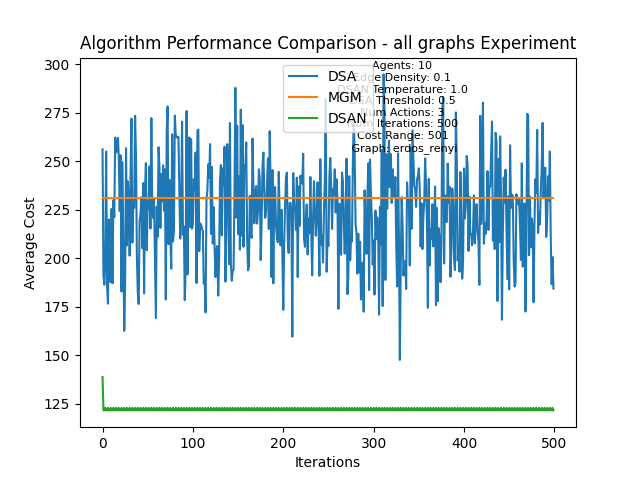 Algorithm Performance Comparison - all graphs Experiment
300
275
250
225
200
175
150
125
Average Cost
0
100
200
300
400
500
Iterations
DSA
MGM
DSAN
Agents: 10
Edge Density: 0.1
DSAN Temperature: 1.0
DSA Threshold: 0.5
Num Actions: 3
Num Iterations: 500
Cost Range: 501
Graph: erdos_renyi